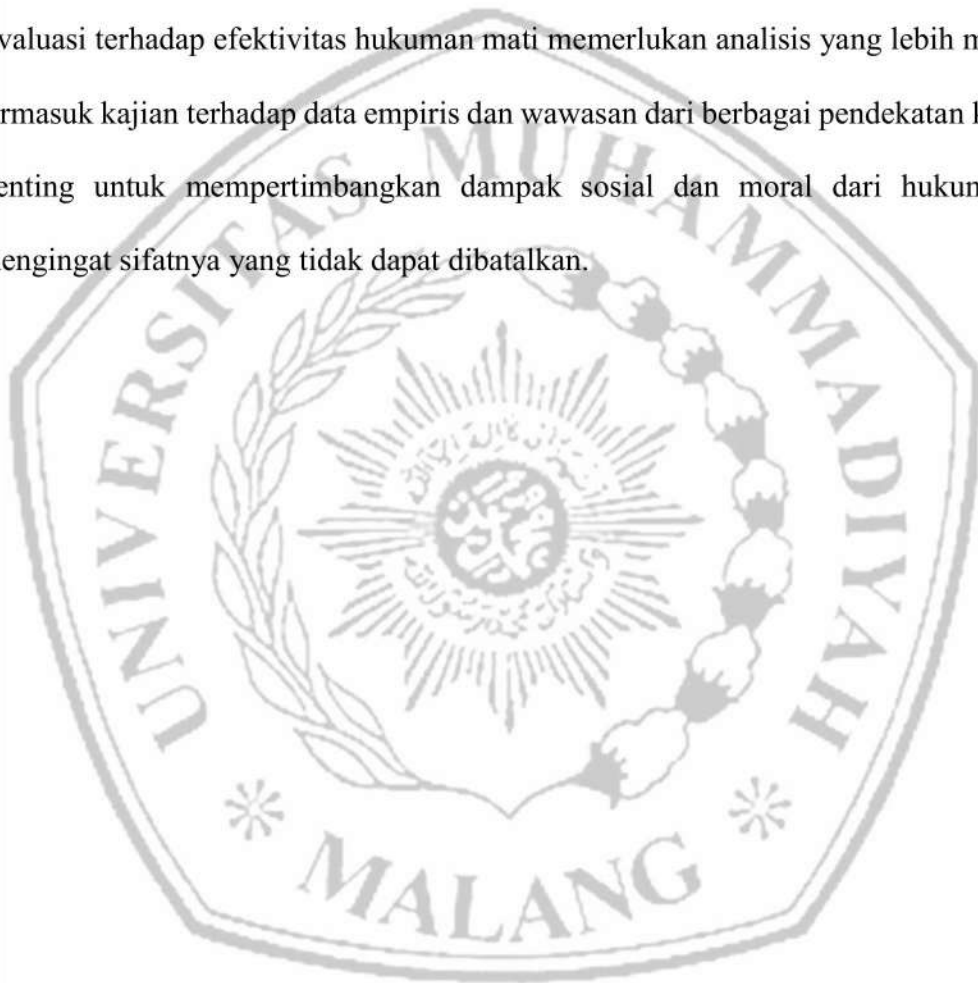 valuasi terhadap efektivitas hukuman mati memerlukan analisis yang lebih m
rmasuk kajian terhadap data empiris dan wawasan dari berbagai pendekatan k
enting untuk mempertimbangkan dampak sosial dan moral dari hukum
engingat sifatnya yang tidak dapat dibatalkan.
UNIVERSITAS MUHAMMADIYAH
MALANG